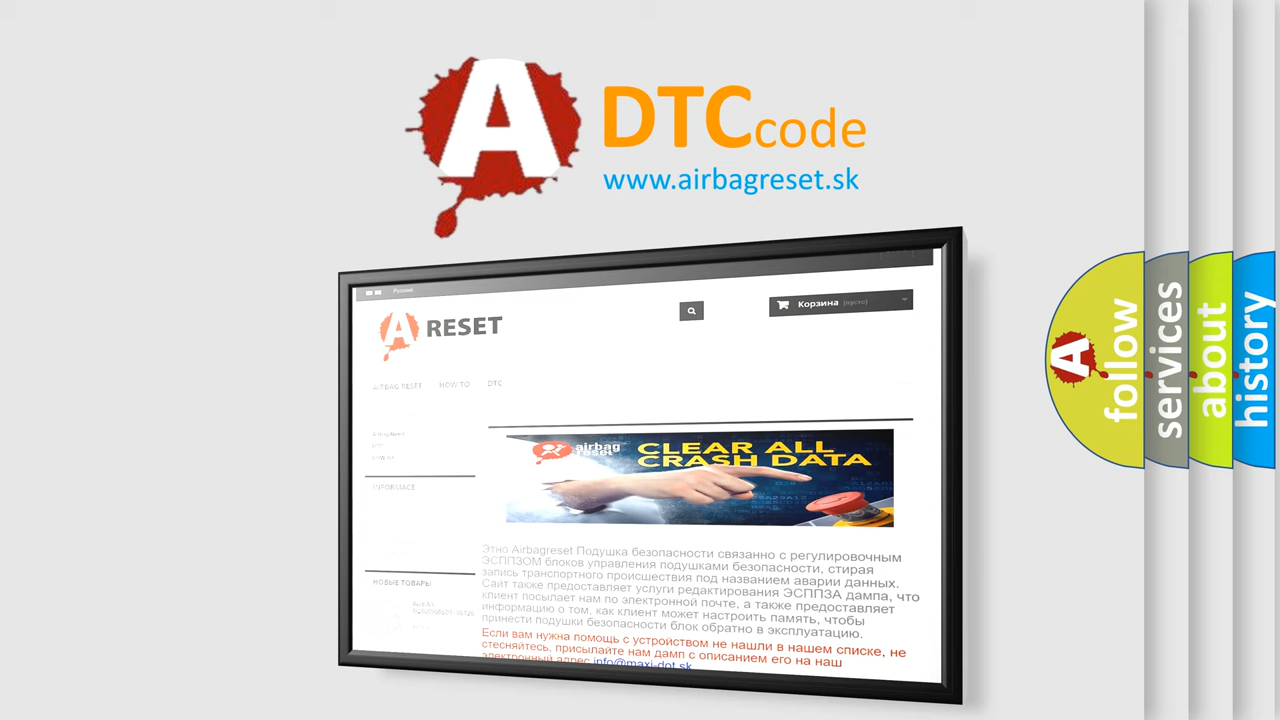 A
DTCcode
www.airbagreset.sk
Русский
Корзина (пусто)
A RESET
AIRBAG RESET HOW TO DTC
INFORMACE
НОВЫЕ ТОВАРЫ
airbag
reset
CLEAR ALL
CRASH DATA
Этно Airbagreset Подушка безопасности связанно с регулировочным
ЭСППЗОМ блоков управления подушками безопасности, стирая
запись транспортного происшествия под названием аварии данных.
Сайт также предоставляет услуги редактирования ЭСППЗА дампа, что
клиент посылает нам по электронной почте, а также предоставляет
информацию о том, как клиент может настроить память, чтобы
принести подушки безопасности блок обратно в эксплуатацию.
Если вам нужна помощь с устройством не нашли в нашем списке, не
стесняйтесь, присылайте нам дамп с описанием его на наш
электронный адрес info@maxi-dot.sk
A
follow
services
about
history